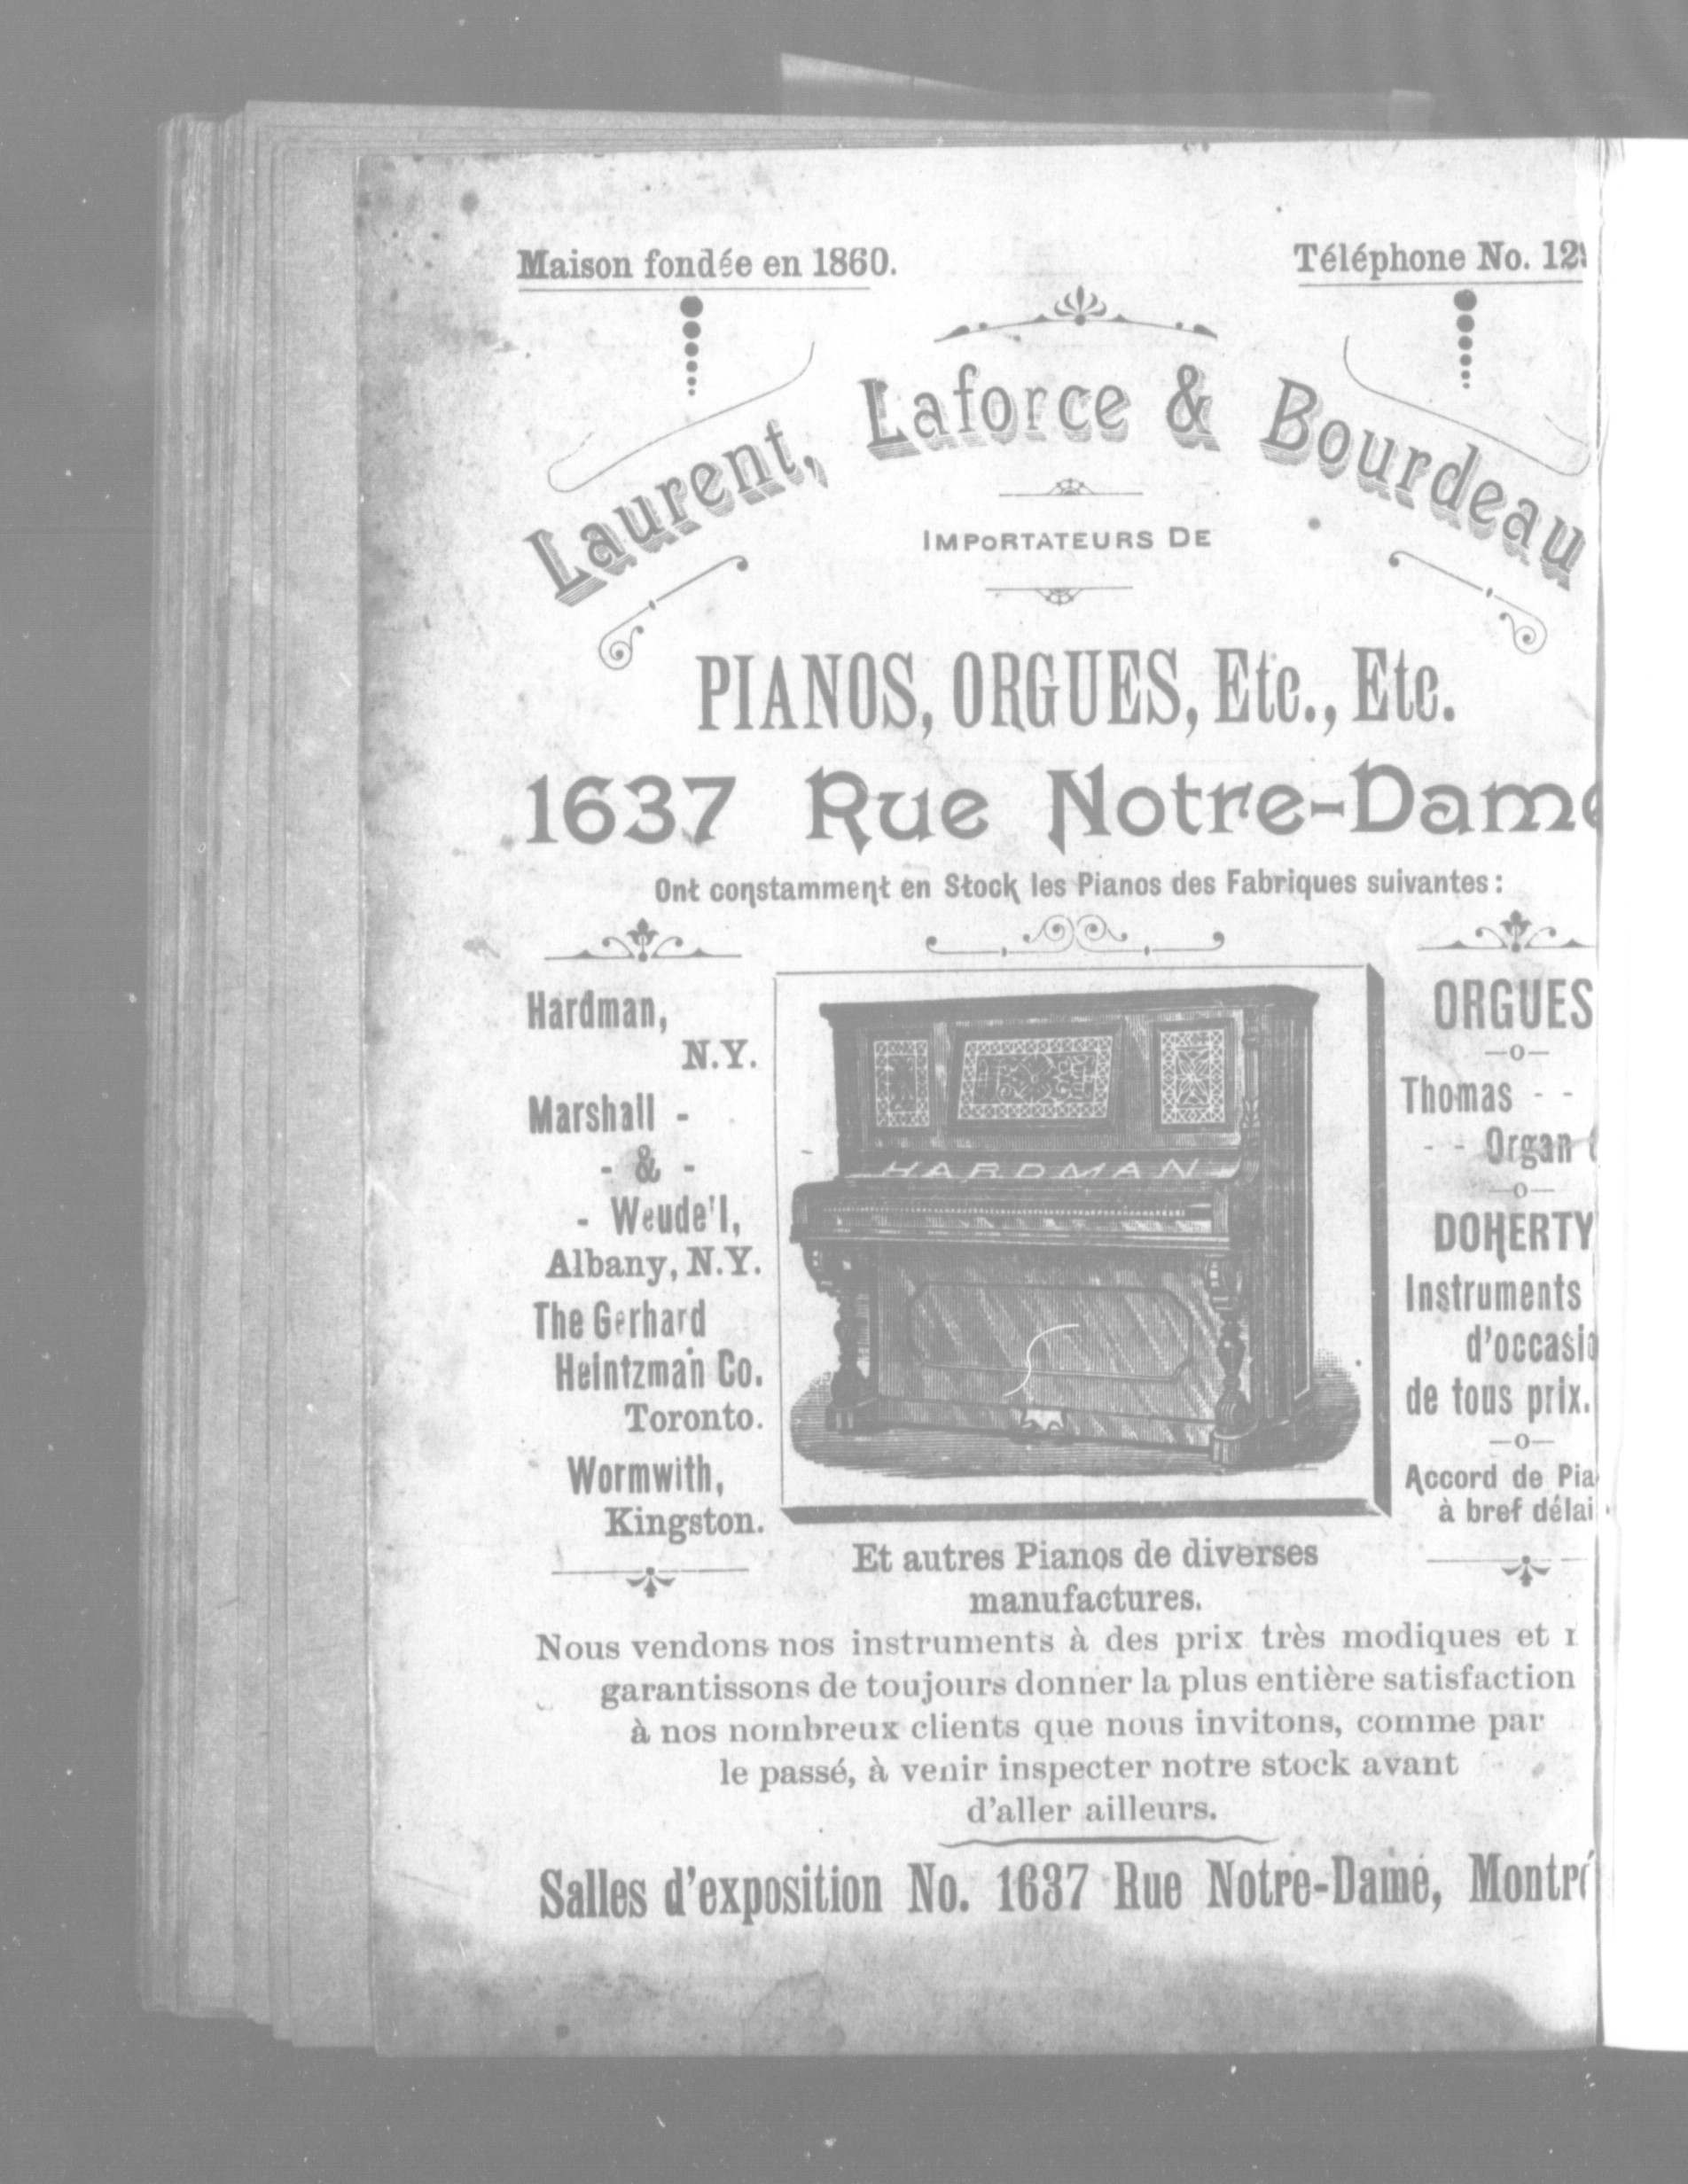 Maison fondée en 1860.
Téléphone No.
Laurent, Laforce & Bourdeau
IMPORTATEURS DE
PIANOS, ORGUES, Etc., Etc.
1637 Rue Notre-Dame
Ont constamment en Stock les Pianos des Fabriques suivantes:
Hardman,
N.Y.
Marshall -
- & -
- Weude'l,
Albany, N.Y.
The Gerhard
Heintzman Co.
Toronto.
Wormwith,
Kingston.
HARDMAN
ORGUES
—o—
Thomas - -
- - Organ
—o—
DOHERTY
Instruments
d'occasio
de tous prix.
—o—
Accord de Pia
à bref délai
Et autres Pianos de diverses
manufactures.
Nous vendons nos instruments à des prix très modiques et
garantissons de toujours donner la plus entière satisfaction
à nos nombreux clients que nous invitons, comme par
le passé, à venir inspecter notre stock avant
d'aller ailleurs.
Salles d'exposition No. 1637 Rue Notre-Dame, Montré